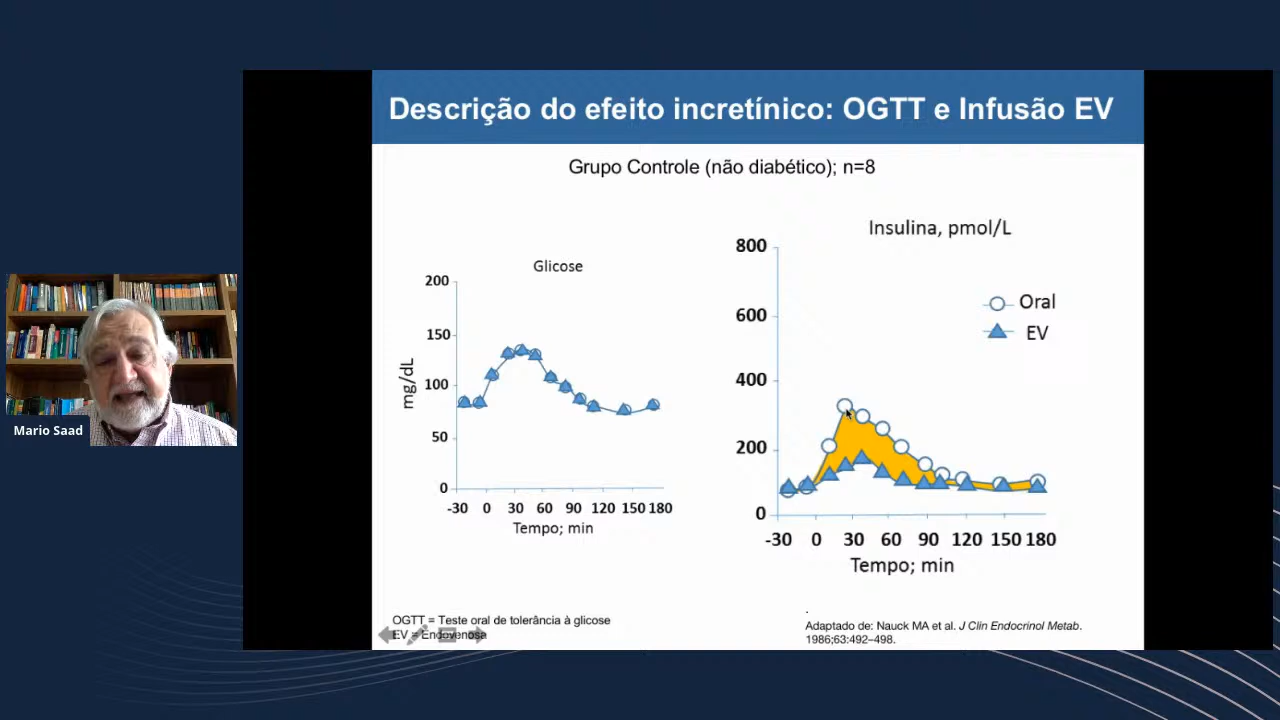 Descrição do efeito incretínico: OGTT e Infusão EV
Grupo Controle (não diabético); n=8
Glicose
200
150
100
50
0
mg/dL
-30 0 30 60 90 120 150 180
Tempo; min
Insulina, pmol/L
800
600
400
200
0
Oral
EV
-30 0 30 60 90 120 150 180
Tempo; min
Mario Saad
OGTT = Teste oral de tolerância à glicose
EV = Endovenosa
.
Adaptado de: Nauck MA et al. J Clin Endocrinol Metab.
1986;63:492–498.